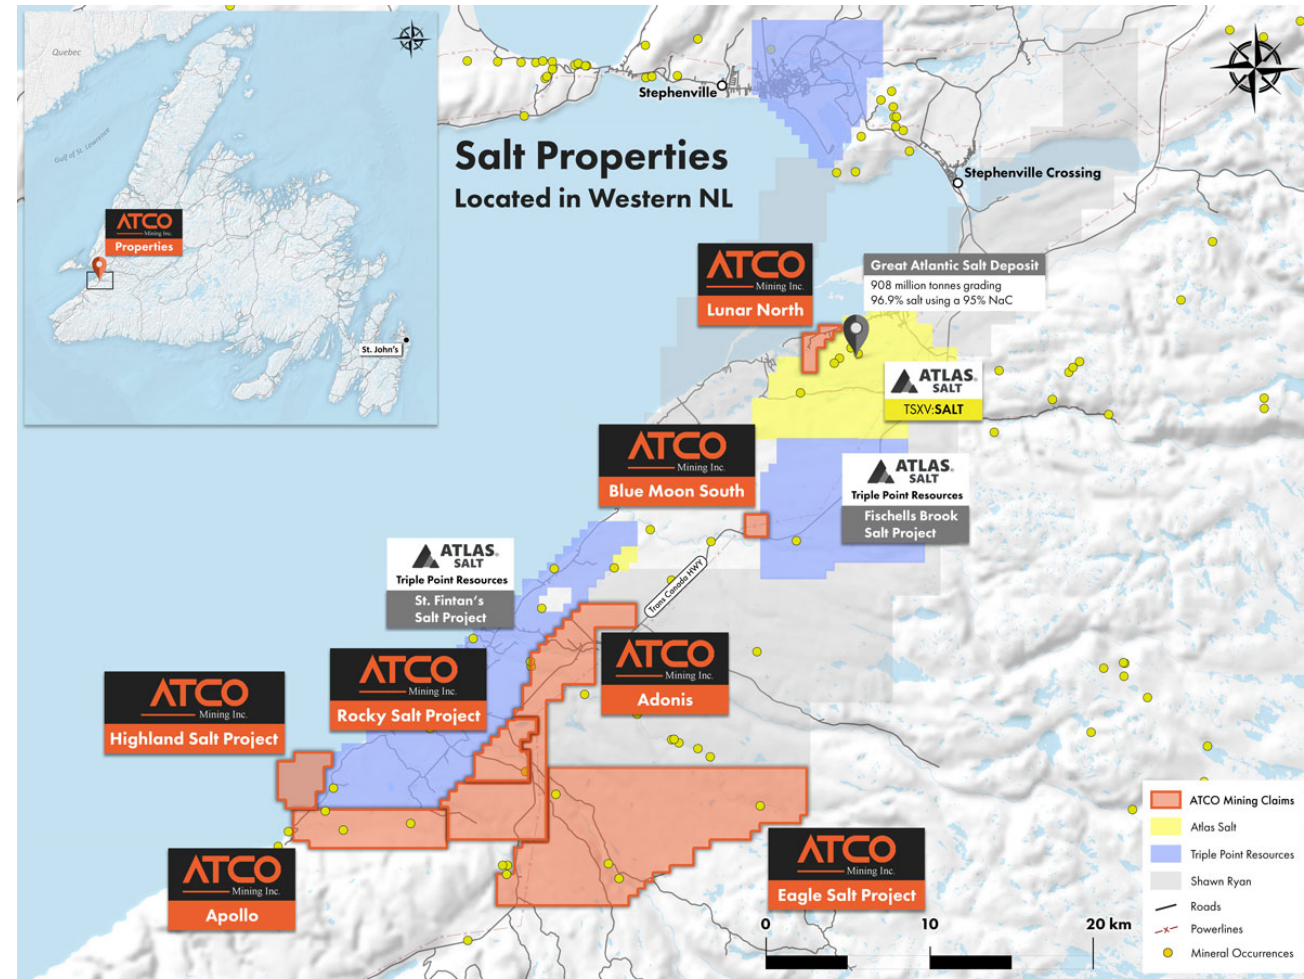 Quebec
Gulf of St. Lawrence
ATCO
Mining Inc.
Properties
St. John's
Salt Properties
Located in Western NL
Stephenville
Stephenville Crossing
ATCO
Mining Inc.
Lunar North
Great Atlantic Salt Deposit
908 million tonnes grading
96.9% salt using a 95% NaC
ATLAS
SALT
TSXV:SALT
ATCO
Mining Inc.
Blue Moon South
ATLAS
SALT
Triple Point Resources
Fischells Brook
Salt Project
ATLAS
SALT
Triple Point Resources
St. Fintan's
Salt Project
Trans Canada HWY
ATCO
Mining Inc.
Adonis
ATCO
Mining Inc.
Rocky Salt Project
ATCO
Mining Inc.
Highland Salt Project
ATCO
Mining Inc.
Apollo
ATCO
Mining Inc.
Eagle Salt Project
0 10 20 km
ATCO Mining Claims
Atlas Salt
Triple Point Resources
Shawn Ryan
Roads
Powerlines
Mineral Occurrences